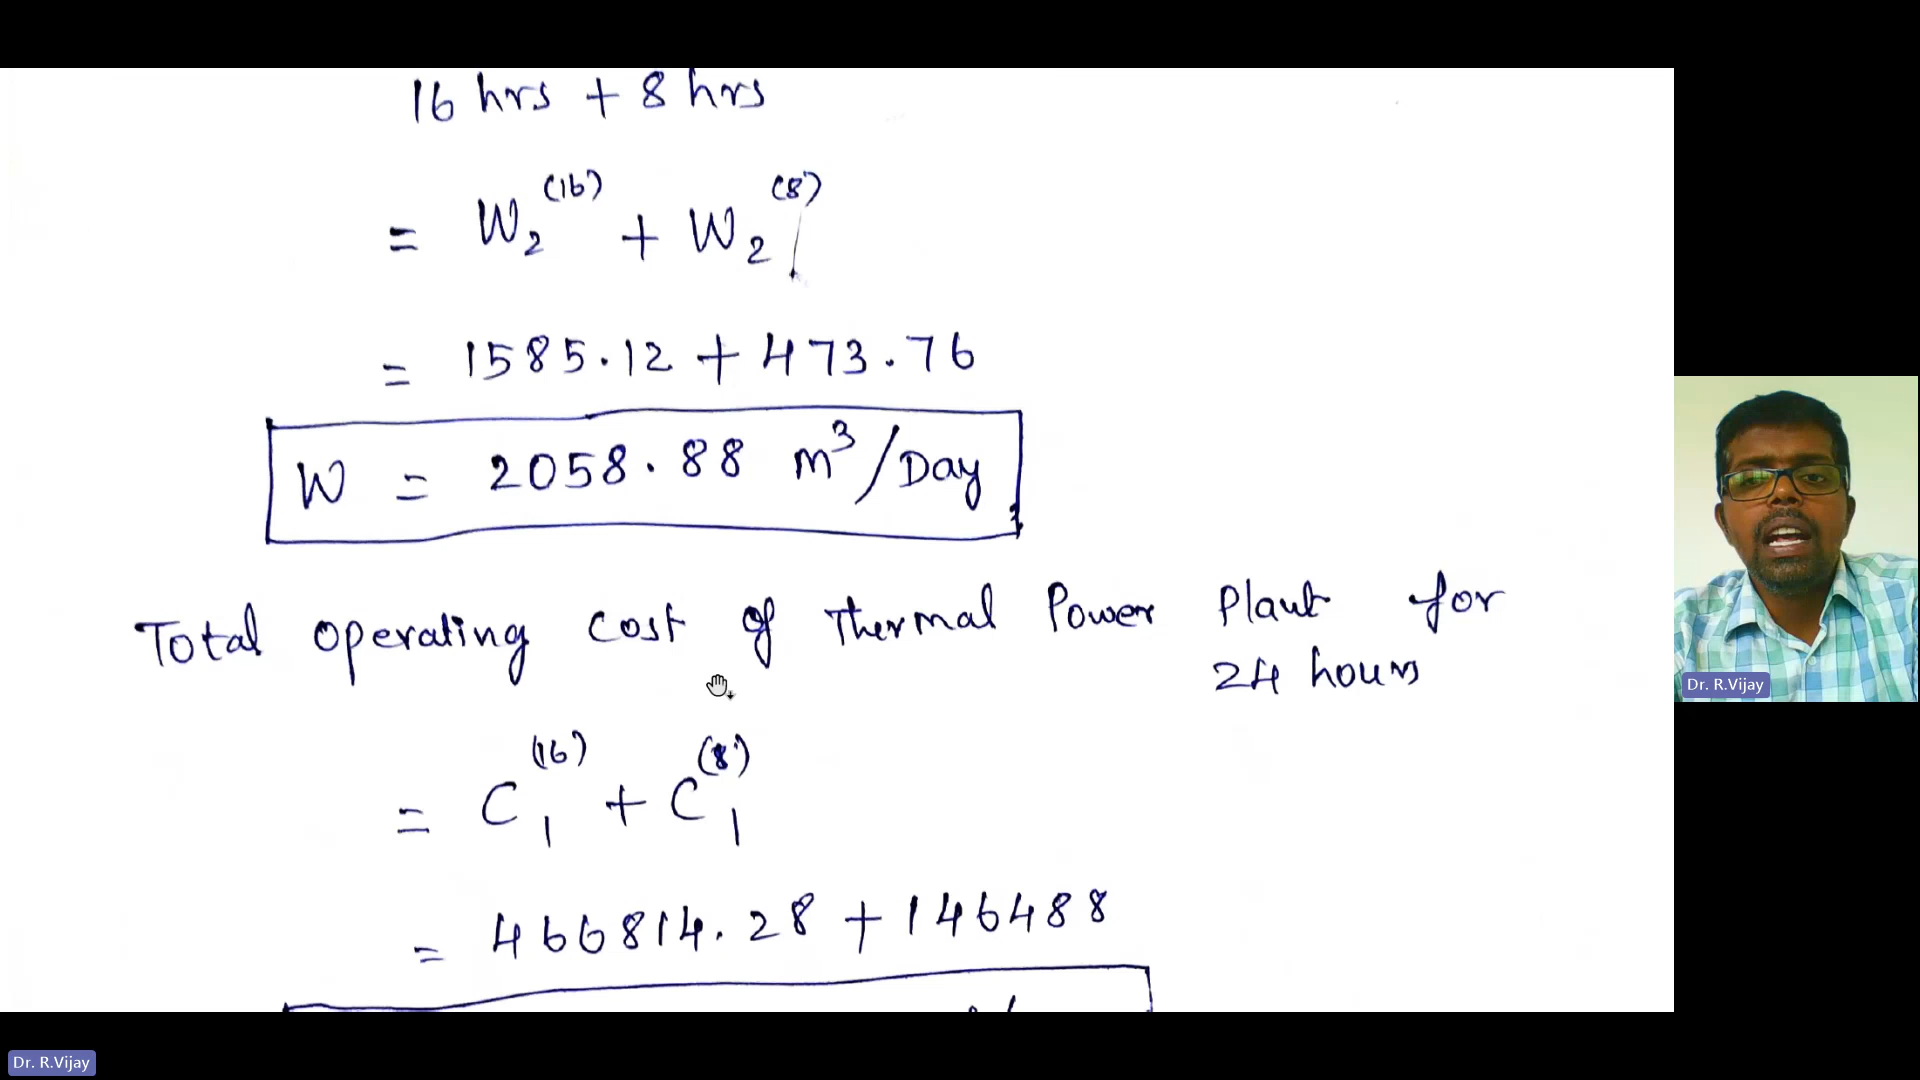 16 hrs + 8 hrs
= W₂⁽¹⁶⁾ + W₂⁽⁸⁾
= 1585.12 + 473.76
W = 2058.88 m³/Day
Total operating cost of Thermal Power Plant for
24 hours
= C₁⁽¹⁶⁾ + C₁⁽⁸⁾
= 466814.28 + 146488
Dr. R.Vijay
Dr. R.Vijay